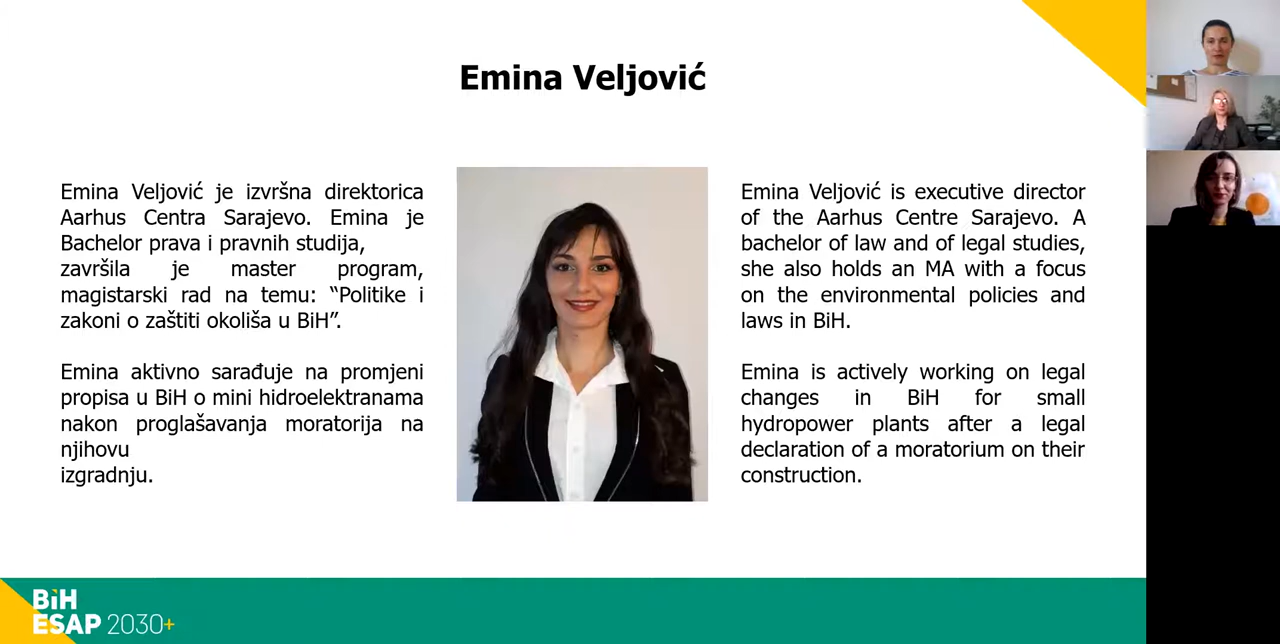 Emina Veljović
Emina Veljović je izvršna direktorica
Aarhus Centra Sarajevo. Emina je
Bachelor prava i pravnih studija,
završila je master program,
magistarski rad na temu: “Politike i
zakoni o zaštiti okoliša u BiH”.
Emina aktivno sarađuje na promjeni
propisa u BiH o mini hidroelektranama
nakon proglašavanja moratorija na
njihovu
izgradnju.
Emina Veljović is executive director
of the Aarhus Centre Sarajevo. A
bachelor of law and of legal studies,
she also holds an MA with a focus
on the environmental policies and
laws in BiH.
Emina is actively working on legal
changes in BiH for small
hydropower plants after a legal
declaration of a moratorium on their
construction.
BiH
ESAP 2030+